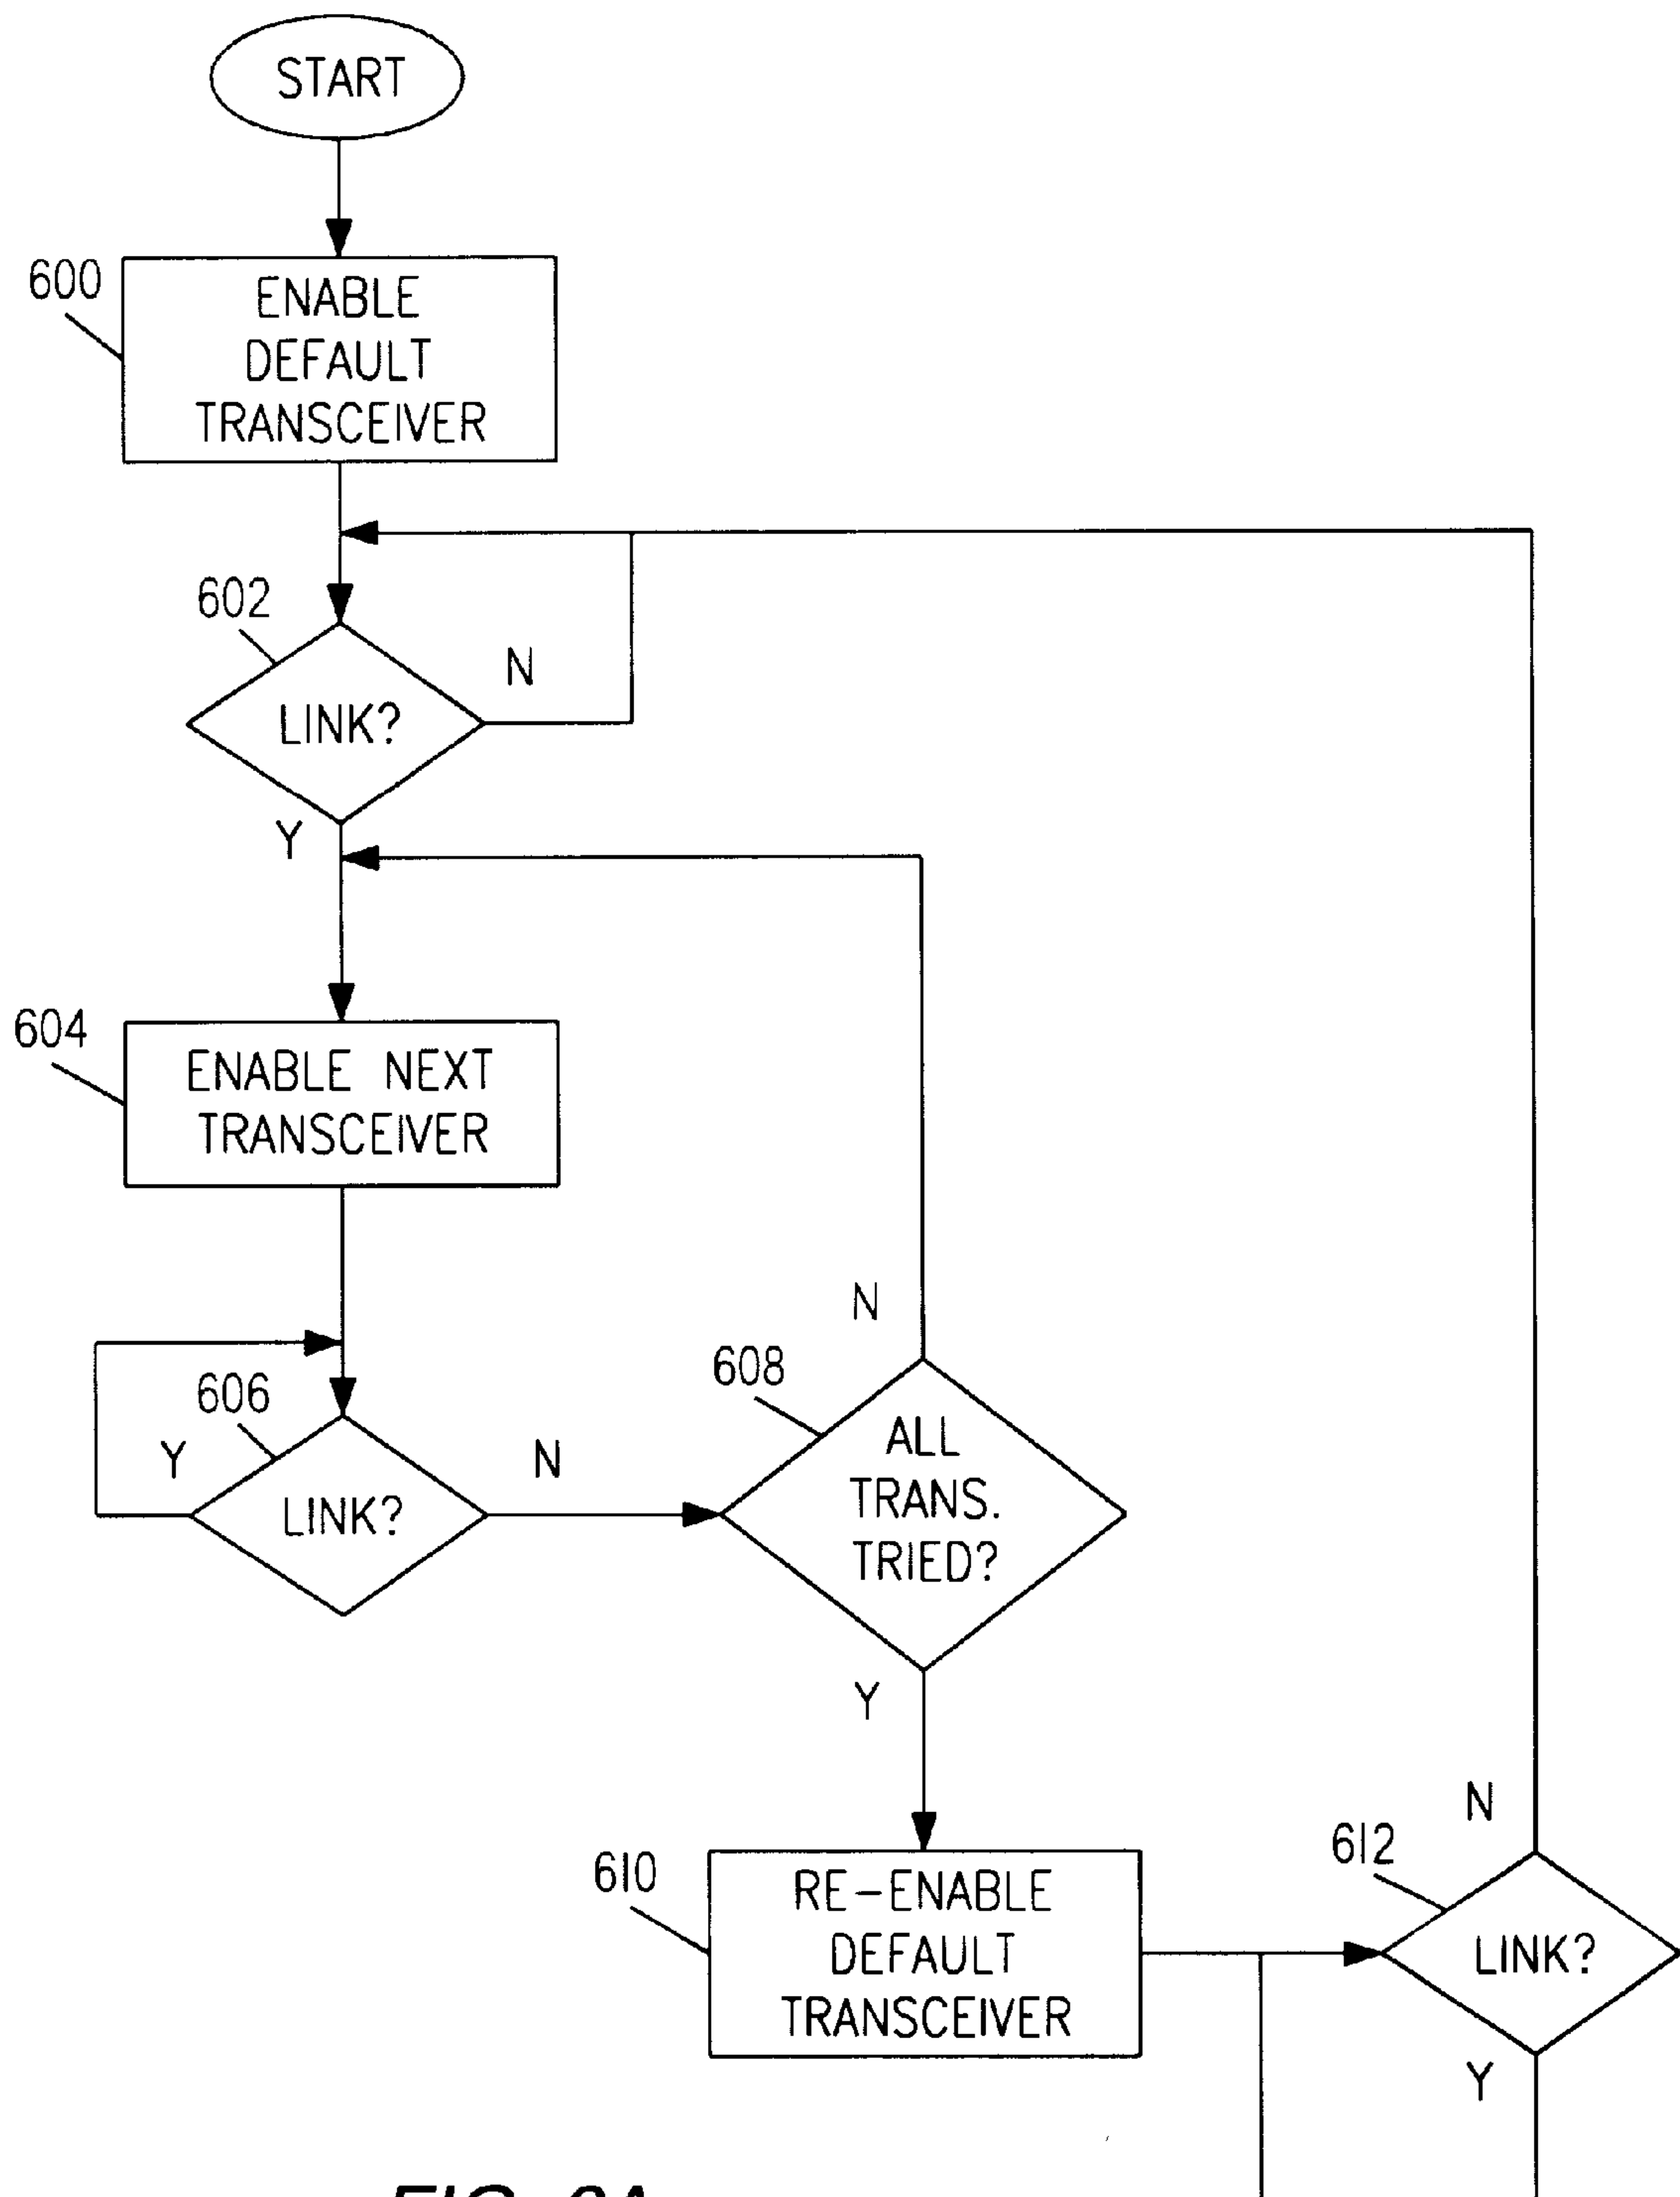 START
600
ENABLE
DEFAULT
TRANSCEIVER
602
N
LINK?
Y
604
ENABLE NEXT
TRANSCEIVER
606
Y
LINK?
N
N
608
ALL
TRANS.
TRIED?
Y
610
RE-ENABLE
DEFAULT
TRANSCEIVER
N
612
LINK?
Y